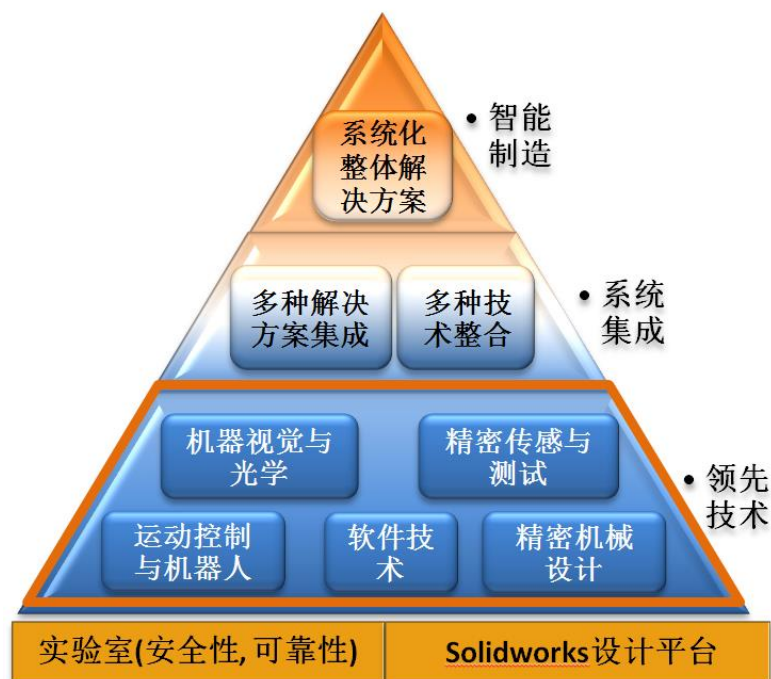 系统化
整体解
决方案
• 智能
制造
多种解决
方案集成
多种技
术整合
• 系统
集成
机器视觉与
光学
精密传感与
测试
• 领先
技术
运动控制
与机器人
软件技
术
精密机械
设计
实验室(安全性,可靠性)
Solidworks设计平台